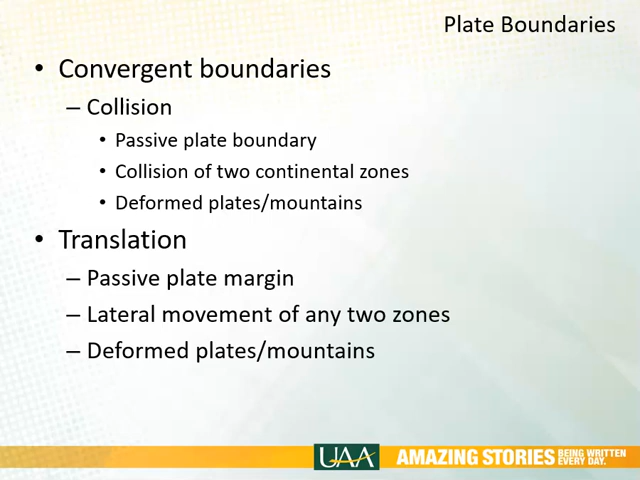 Plate Boundaries
• Convergent boundaries
– Collision
• Passive plate boundary
• Collision of two continental zones
• Deformed plates/mountains
• Translation
– Passive plate margin
– Lateral movement of any two zones
– Deformed plates/mountains
UAA AMAZING STORIES BEING WRITTEN
EVERY DAY.